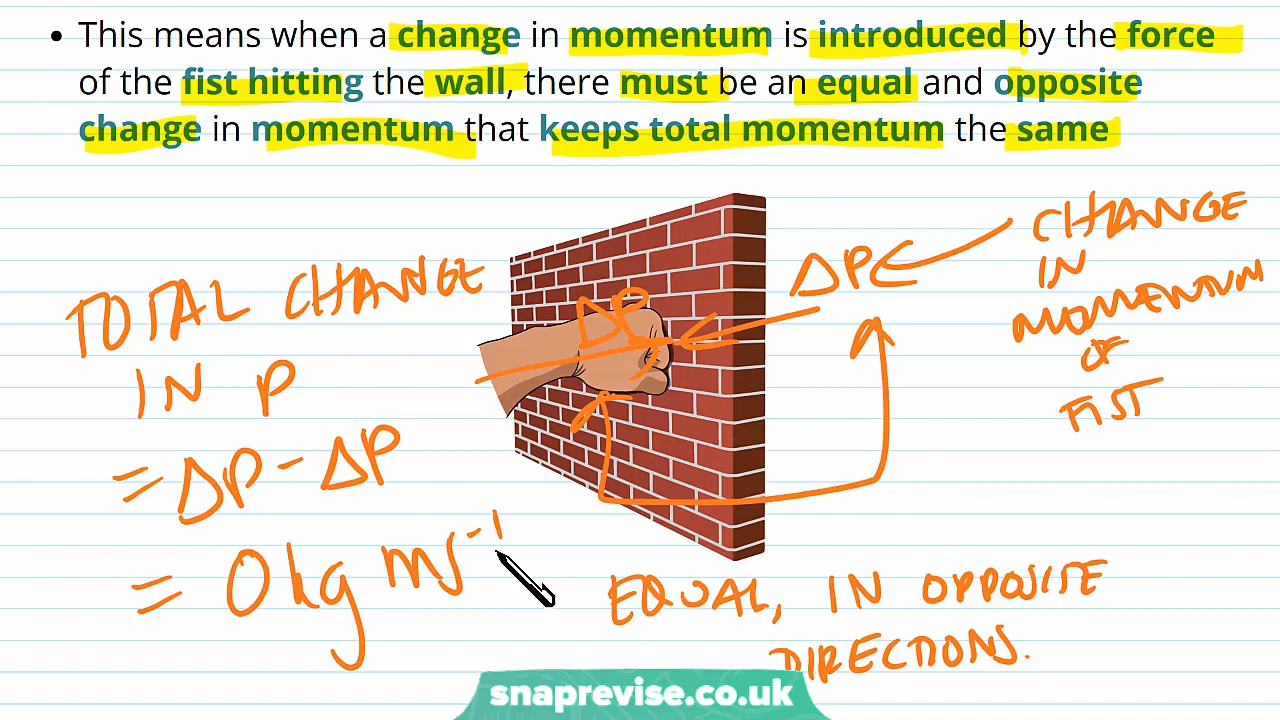 • This means when a change in momentum is introduced by the force
of the fist hitting the wall, there must be an equal and opposite
change in momentum that keeps total momentum the same
TOTAL CHANGE
IN P
= ΔP - ΔP
= 0 kg ms⁻¹
ΔP
ΔP
CHANGE
IN
MOMENTUM
OF
FIST
EQUAL, IN OPPOSITE
DIRECTIONS.
snaprevise.co.uk